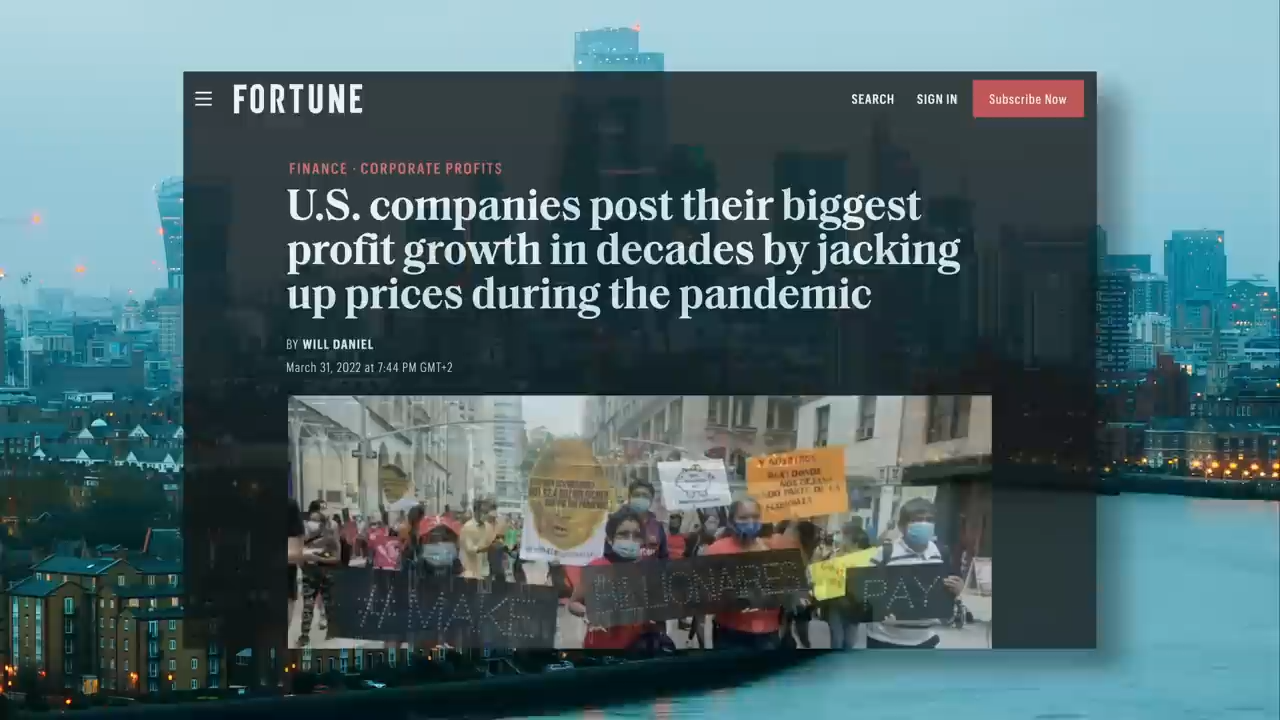 FORTUNE
SEARCH
SIGN IN
Subscribe Now
FINANCE · CORPORATE PROFITS
U.S. companies post their biggest
profit growth in decades by jacking
up prices during the pandemic
BY WILL DANIEL
March 31, 2022 at 7:44 PM GMT+2
#MAKE
BILLIONAIRES
PAY